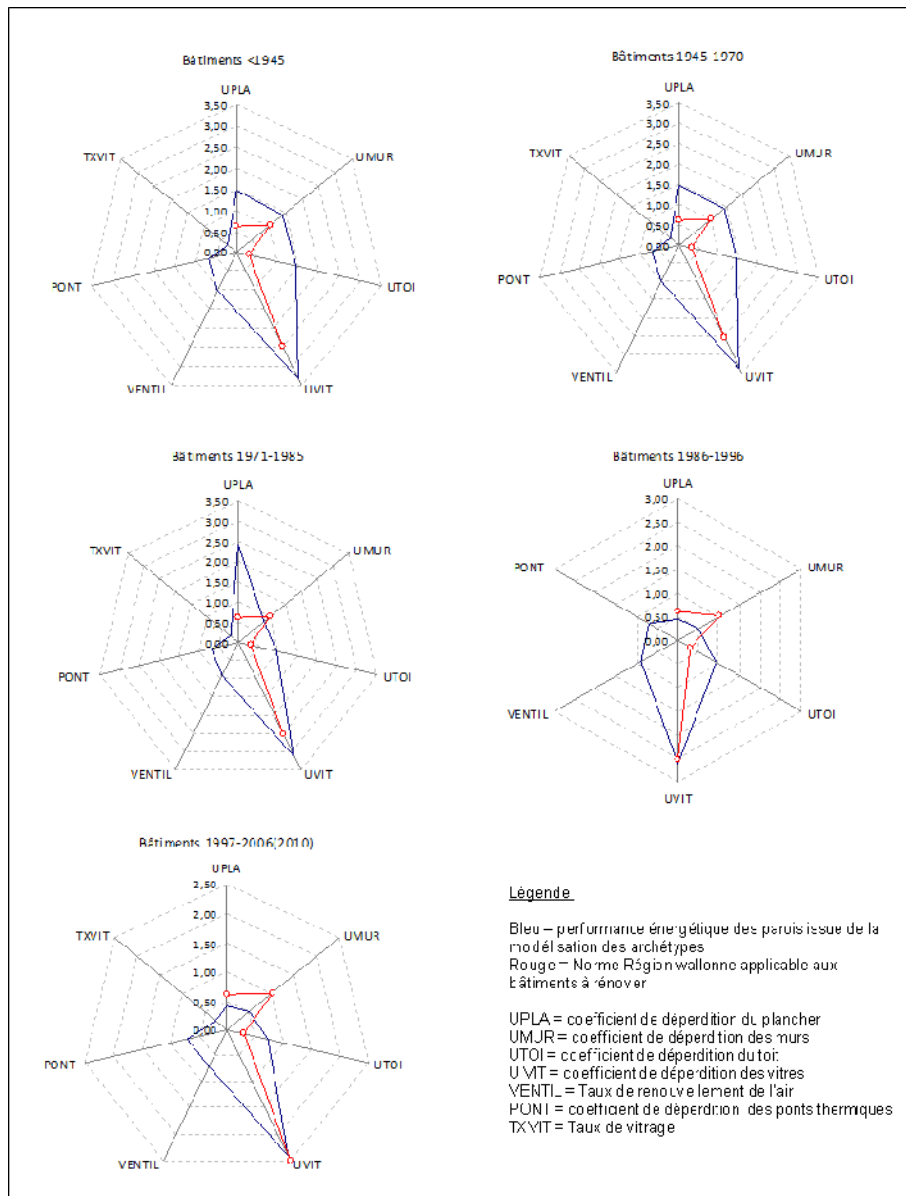 Bâtiments <1945
UPLA
3,50
3,00
2,50
2,00
1,50
1,00
0,50
0,00
UMUR
UTOI
UVIT
VENTIL
PONT
TXVIT
Bâtiments 1945-1970
UPLA
3,50
3,00
2,50
2,00
1,50
1,00
0,50
0,00
UMUR
UTOI
UVIT
VENTIL
PONT
TXVIT
Bâtiments 1971-1985
UPLA
3,50
3,00
2,50
2,00
1,50
1,00
0,50
0,00
UMUR
UTOI
UVIT
VENTIL
PONT
TXVIT
Bâtiments 1986-1996
UPLA
3,00
2,50
2,00
1,50
1,00
0,50
0,00
UMUR
UTOI
UVIT
VENTIL
PONT
Bâtiments 1997-2006(2010)
UPLA
2,50
2,00
1,50
1,00
0,50
0,00
UMUR
UTOI
UVIT
VENTIL
PONT
TXVIT
Légende
Bleu = performance énergétique des parois issue de la
modélisation des archétypes
Rouge = Norme Région wallonne applicable aux
bâtiments à rénover
UPLA = coefficient de déperdition du plancher
UMUR = coefficient de déperdition des murs
UTOI = coefficient de déperdition du toit
UVIT = coefficient de déperdition des vitres
VENTIL = Taux de renouvellement de l'air
PONT = coefficient de déperdition des ponts thermiques
TXVIT = Taux de vitrage